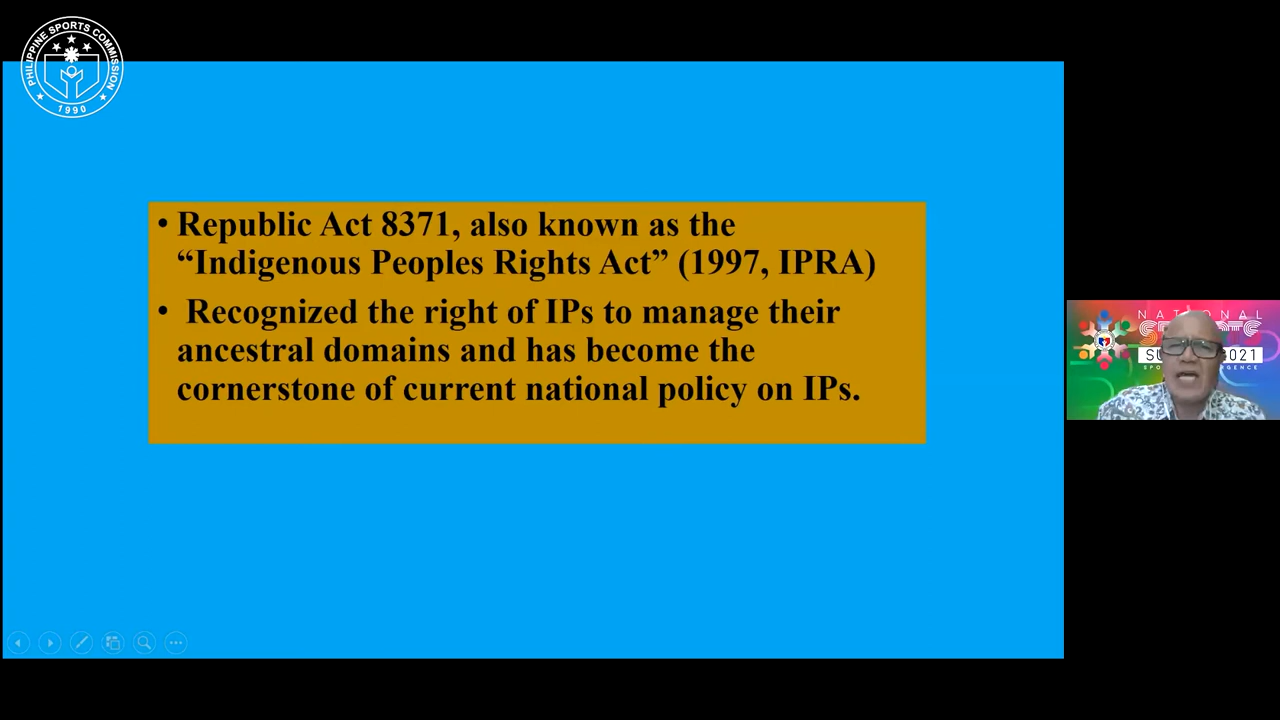 PHILIPPINE SPORTS COMMISSION
1990
• Republic Act 8371, also known as the
“Indigenous Peoples Rights Act” (1997, IPRA)
• Recognized the right of IPs to manage their
ancestral domains and has become the
cornerstone of current national policy on IPs.
NATIONAL